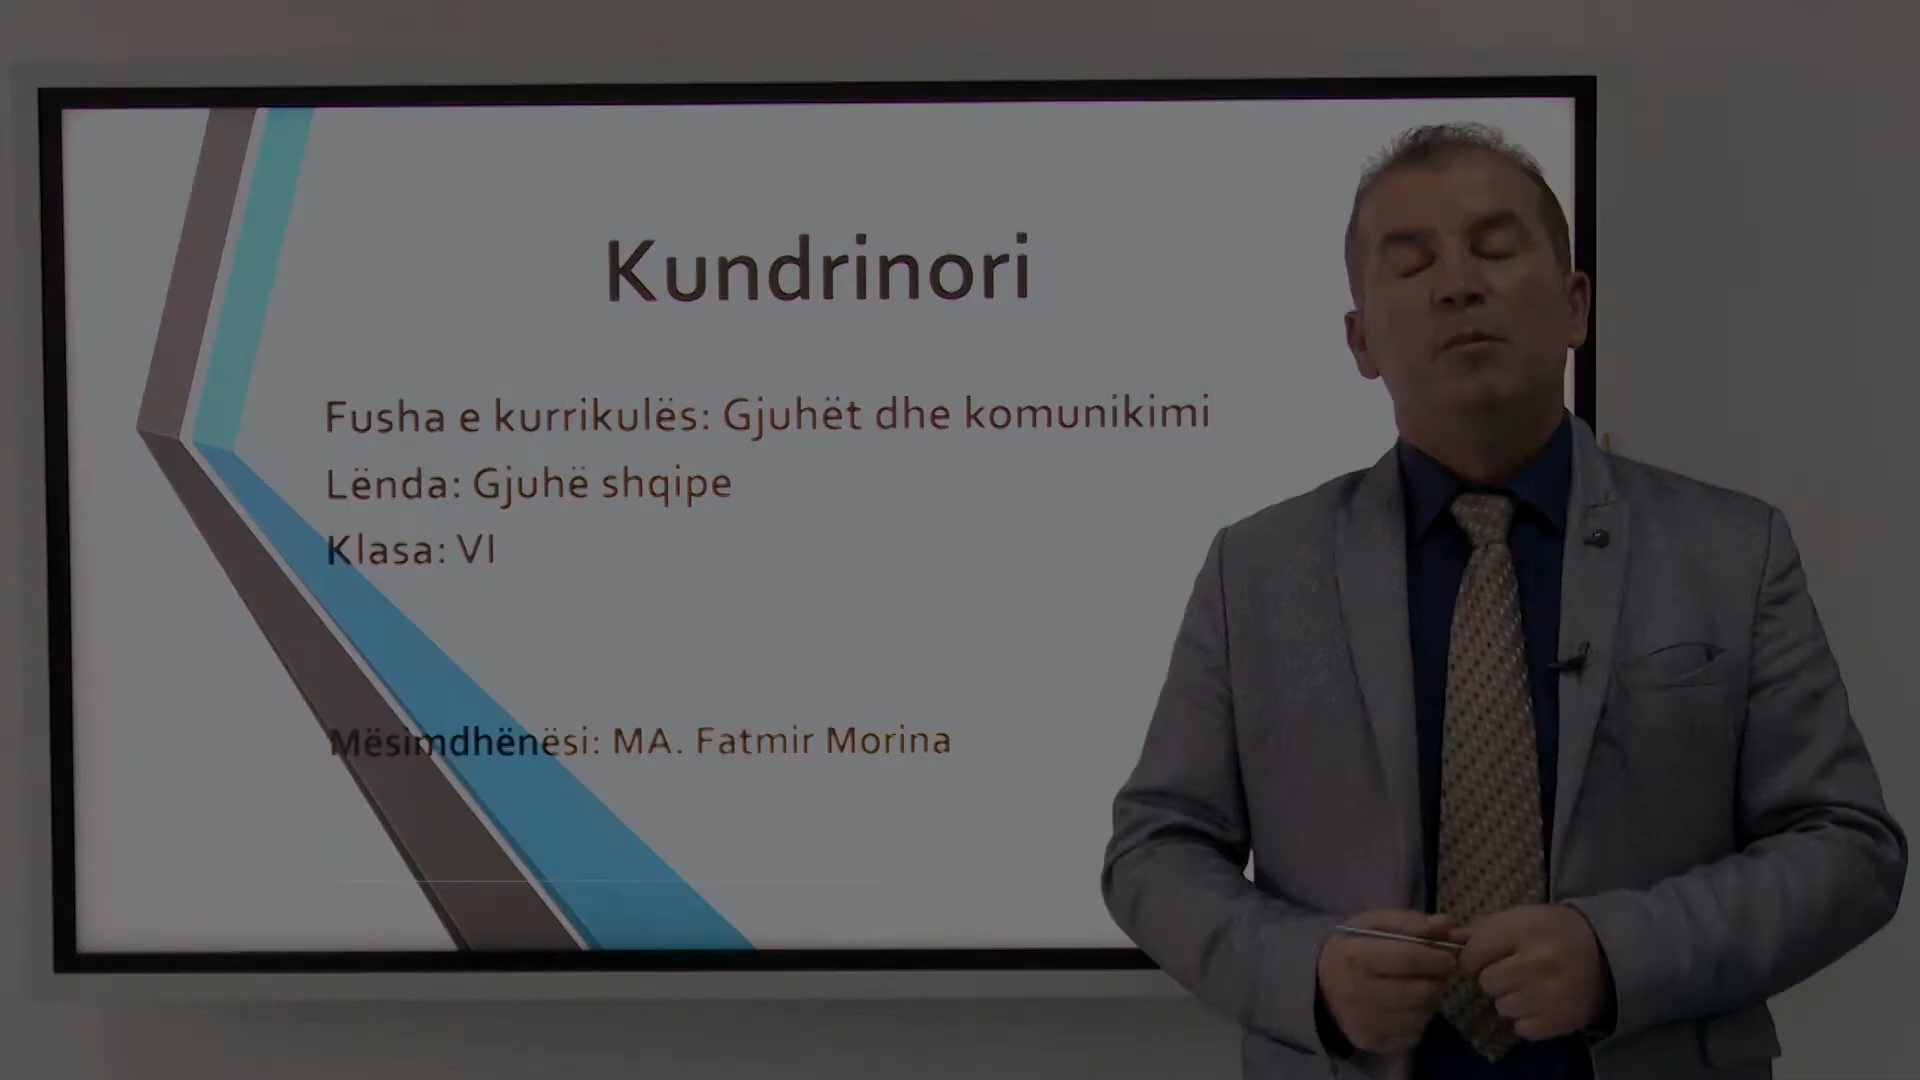 Kundrinori
Fusha e kurrikulës: Gjuhët dhe komunikimi
Lënda: Gjuhë shqipe
Klasa: VI
Mësimdhënësi: MA. Fatmir Morina